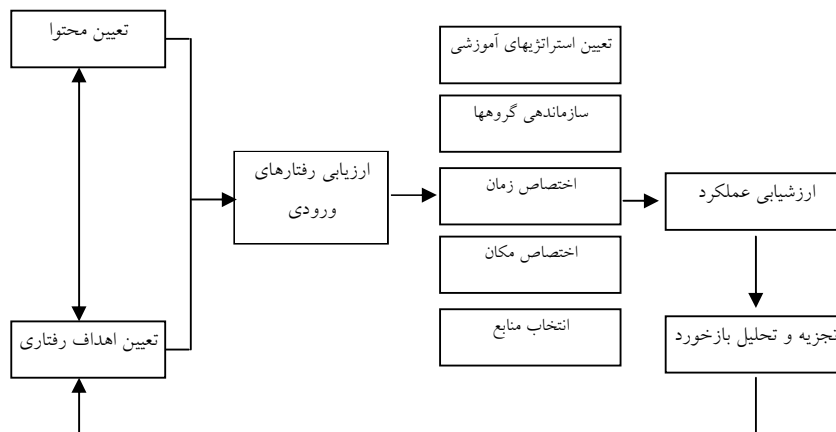 تعیین محتوا
تعیین اهداف رفتاری
ارزیابی رفتارهای
ورودی
تعیین استراتژیهای آموزشی
سازماندهی گروهها
اختصاص زمان
اختصاص مکان
انتخاب منابع
ارزشیابی عملکرد
تجزیه و تحلیل بازخورد